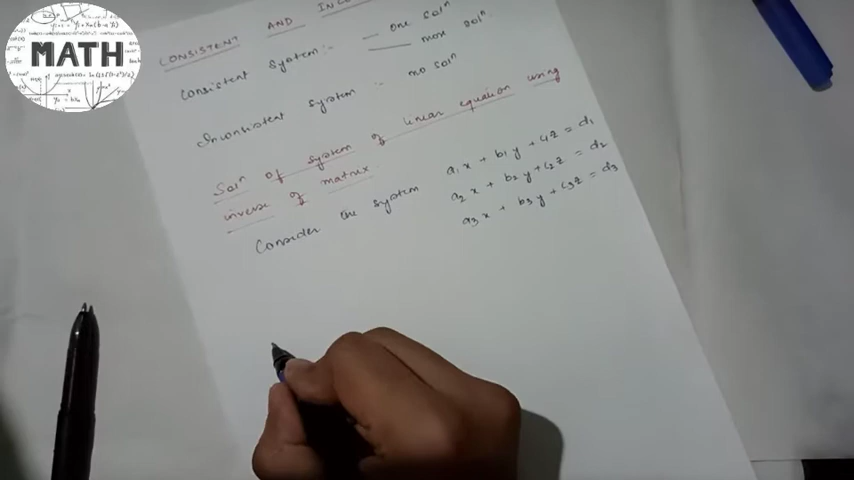 MATH
CONSISTENT AND INCO
Consistent system :- — one solⁿ
— more solⁿ
Inconsistent system :- no solⁿ
Solⁿ of system of linear equation using
inverse of matrix
Consider the system a₁x + b₁y + c₁z = d₁
a₂x + b₂y + c₂z = d₂
a₃x + b₃y + c₃z = d₃